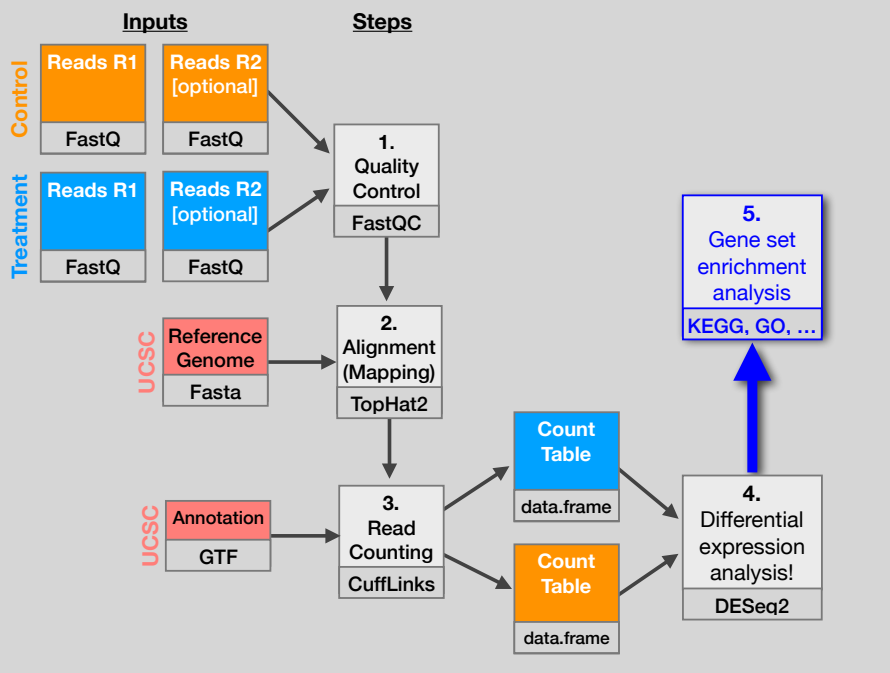 Inputs
Steps
Control
Reads R1
FastQ
Reads R2
[optional]
FastQ
Treatment
Reads R1
FastQ
Reads R2
[optional]
FastQ
1.
Quality
Control
FastQC
UCSC
Reference
Genome
Fasta
2.
Alignment
(Mapping)
TopHat2
UCSC
Annotation
GTF
3.
Read
Counting
CuffLinks
Count
Table
data.frame
Count
Table
data.frame
4.
Differential
expression
analysis!
DESeq2
5.
Gene set
enrichment
analysis
KEGG, GO, …